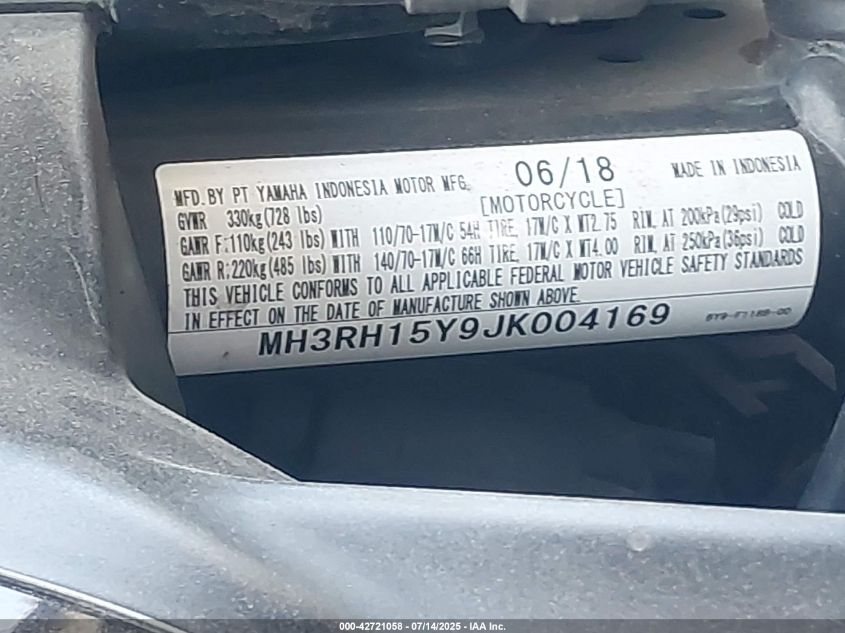 MFD. BY PT YAMAHA INDONESIA MOTOR MFG. 06/18 MADE IN INDONESIA
GVWR 330kg(728 lbs) [MOTORCYCLE]
GAWR F:110kg(243 lbs) WITH 110/70-17M/C 54H TIRE, 17M/C X MT2.75 RIM, AT 200kPa(29psi) COLD
GAWR R:220kg(485 lbs) WITH 140/70-17M/C 66H TIRE, 17M/C X MT4.00 RIM, AT 250kPa(36psi) COLD
THIS VEHICLE CONFORMS TO ALL APPLICABLE FEDERAL MOTOR VEHICLE SAFETY STANDARDS
IN EFFECT ON THE DATE OF MANUFACTURE SHOWN ABOVE.
MH3RH15Y9JK004169
000-42721058 - 07/14/2025 - IAA Inc.